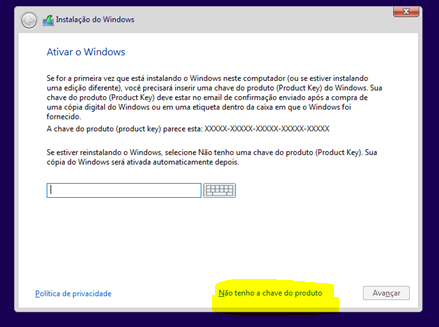 Instalação do Windows
Ativar o Windows
Se for a primeira vez que está instalando o Windows neste computador (ou se estiver instalando
uma edição diferente), você precisará inserir uma chave do produto (Product Key) do Windows. Sua
chave do produto (Product Key) deve estar no email de confirmação enviado após a compra de
uma cópia digital do Windows ou em uma etiqueta dentro da caixa em que o Windows foi
fornecido.
A chave do produto (product key) parece esta: XXXXX-XXXXX-XXXXX-XXXXX-XXXXX
Se estiver reinstalando o Windows, selecione Não tenho uma chave do produto (Product Key). Sua
cópia do Windows será ativada automaticamente depois.
Política de privacidade
Não tenho a chave do produto
Avançar